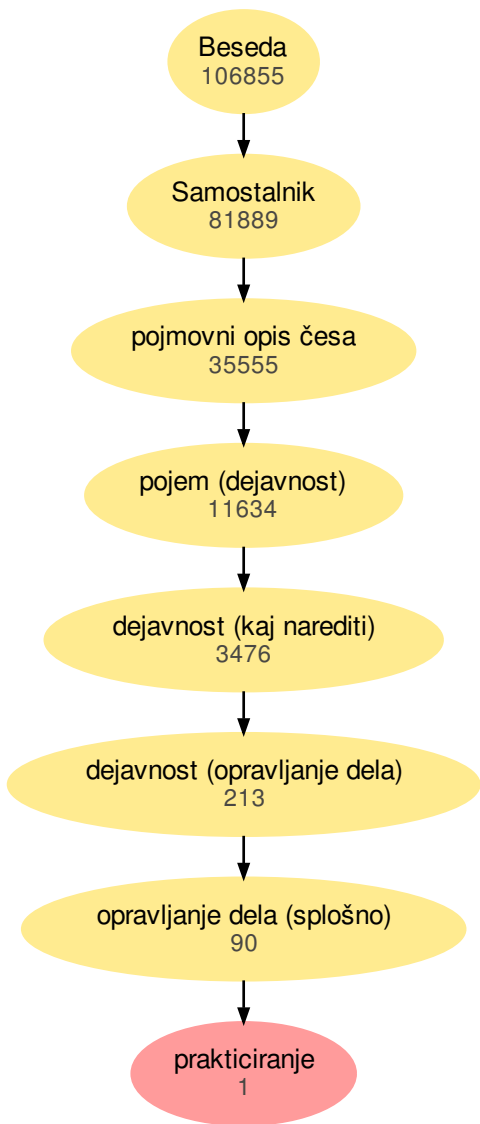 Beseda
106855
Samostalnik
81889
pojmovni opis česa
35555
pojem (dejavnost)
11634
dejavnost (kaj narediti)
3476
dejavnost (opravljanje dela)
213
opravljanje dela (splošno)
90
prakticiranje
1